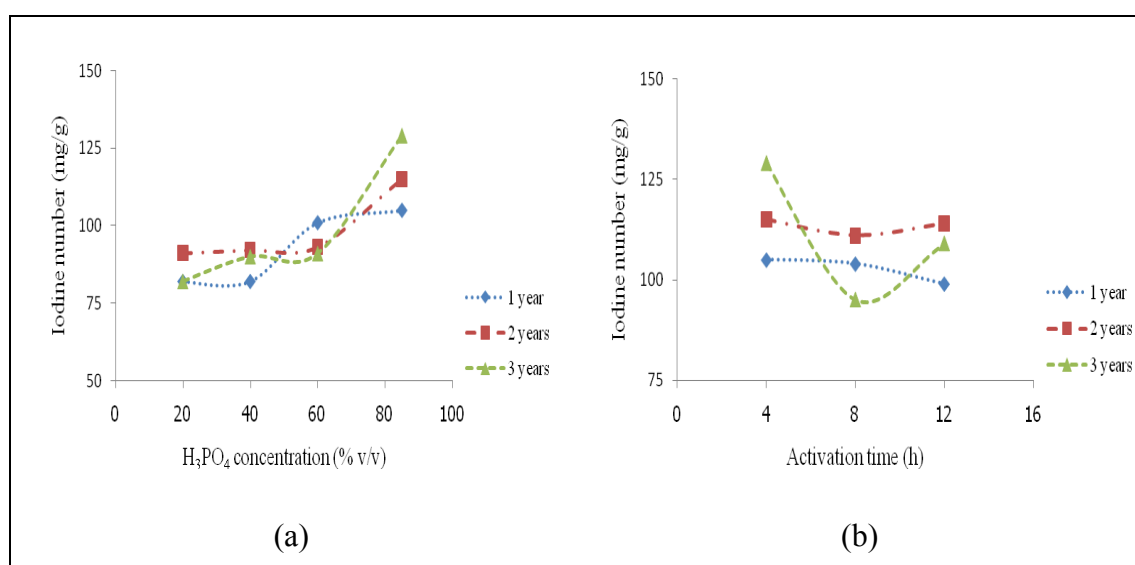 150
125
100
75
50
0 20 40 60 80 100
Iodine number (mg/g)
H₃PO₄ concentration (% v/v)
1 year
2 years
3 years
(a)
150
125
100
75
0 4 8 12 16
Iodine number (mg/g)
Activation time (h)
1 year
2 years
3 years
(b)